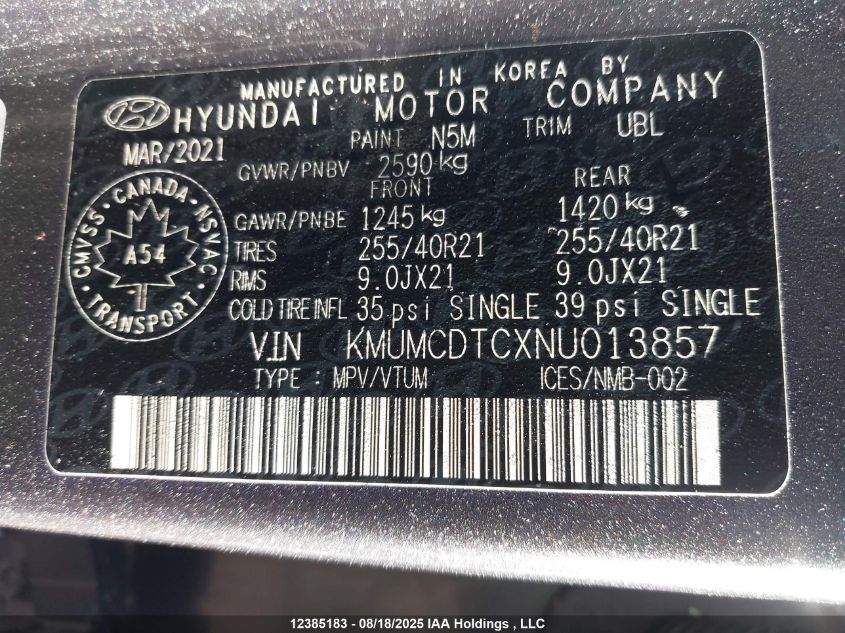 MANUFACTURED IN KOREA BY
HYUNDAI MOTOR COMPANY
MAR/2021 PAINT N5M TRIM UBL
GVWR/PNBV 2590 kg
FRONT REAR
GAWR/PNBE 1245 kg 1420 kg
TIRES 255/40R21 255/40R21
RIMS 9.0JX21 9.0JX21
COLD TIRE INFL 35 psi SINGLE 39 psi SINGLE
V.I.N KMUMCDTCXNU013857
TYPE : MPV/VTUM ICES/NMB-002
CMVSS · CANADA · NSVAC · TRANSPORT ·
A54
12385183 - 08/18/2025 IAA Holdings , LLC